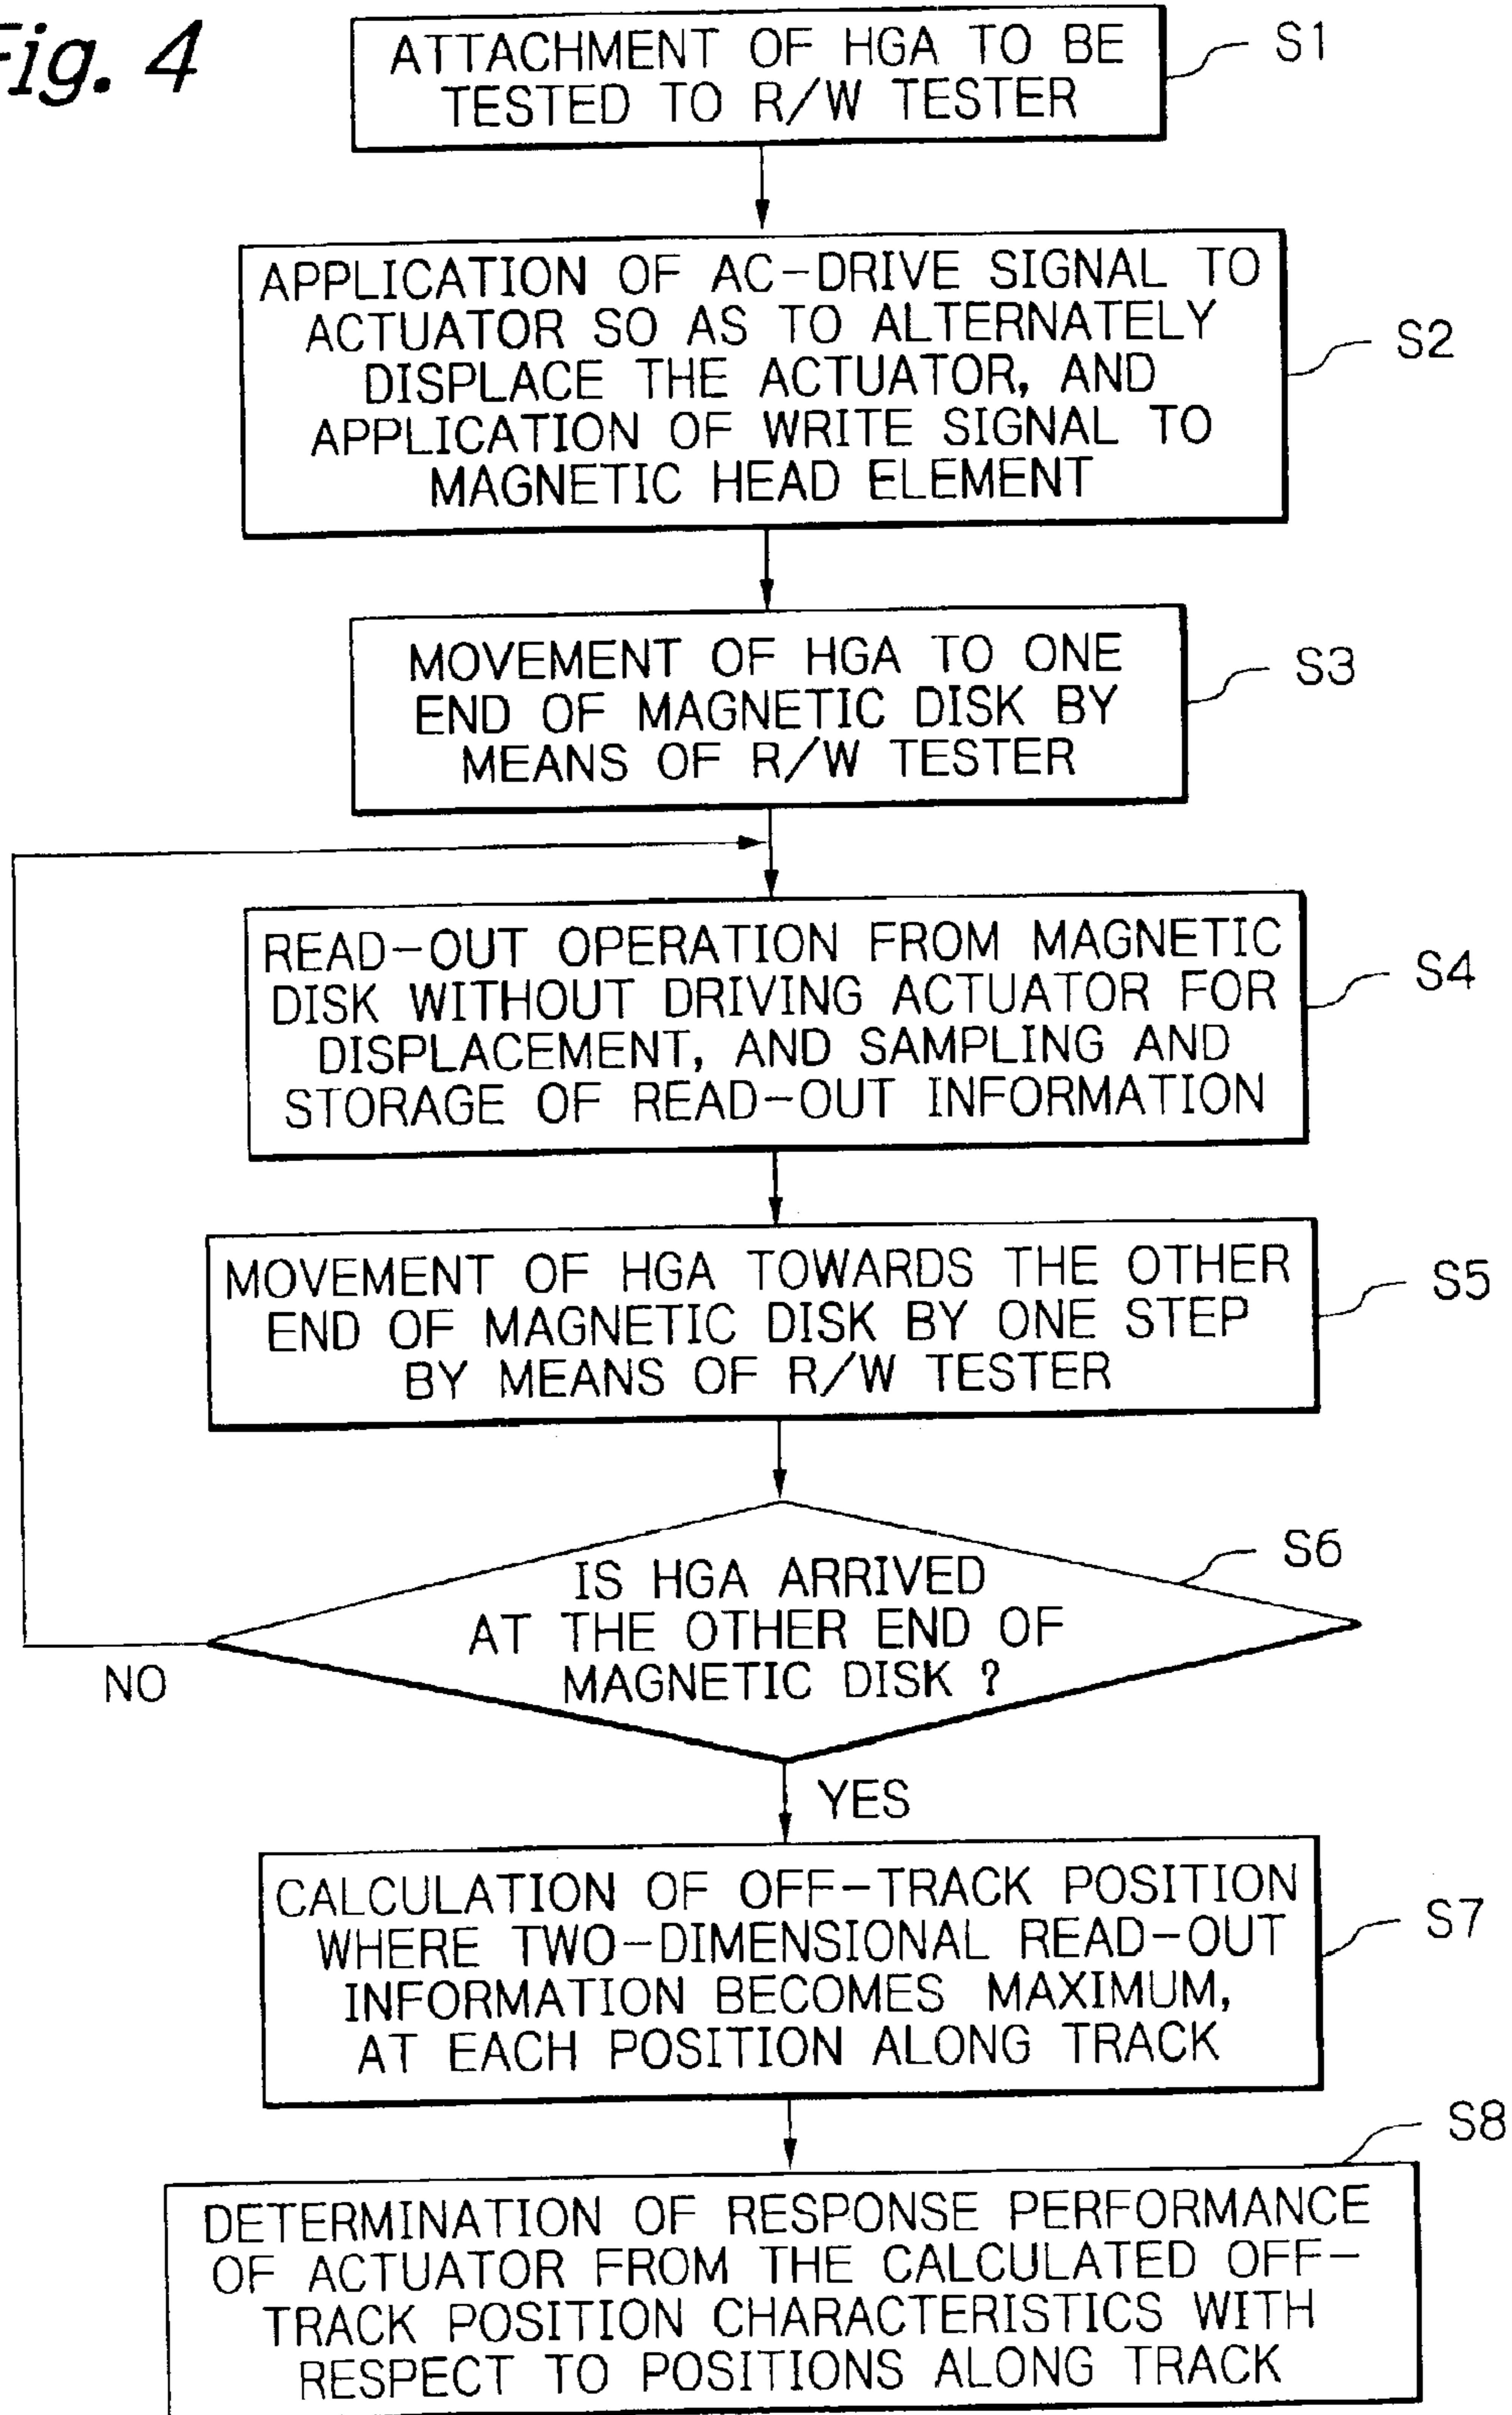 Fig. 4
ATTACHMENT OF HGA TO BE
TESTED TO R/W TESTER
S1
APPLICATION OF AC-DRIVE SIGNAL TO
ACTUATOR SO AS TO ALTERNATELY
DISPLACE THE ACTUATOR, AND
APPLICATION OF WRITE SIGNAL TO
MAGNETIC HEAD ELEMENT
S2
MOVEMENT OF HGA TO ONE
END OF MAGNETIC DISK BY
MEANS OF R/W TESTER
S3
READ-OUT OPERATION FROM MAGNETIC
DISK WITHOUT DRIVING ACTUATOR FOR
DISPLACEMENT, AND SAMPLING AND
STORAGE OF READ-OUT INFORMATION
S4
MOVEMENT OF HGA TOWARDS THE OTHER
END OF MAGNETIC DISK BY ONE STEP
BY MEANS OF R/W TESTER
S5
IS HGA ARRIVED
AT THE OTHER END OF
MAGNETIC DISK ?
S6
NO
YES
CALCULATION OF OFF-TRACK POSITION
WHERE TWO-DIMENSIONAL READ-OUT
INFORMATION BECOMES MAXIMUM,
AT EACH POSITION ALONG TRACK
S7
DETERMINATION OF RESPONSE PERFORMANCE
OF ACTUATOR FROM THE CALCULATED OFF-
TRACK POSITION CHARACTERISTICS WITH
RESPECT TO POSITIONS ALONG TRACK
S8